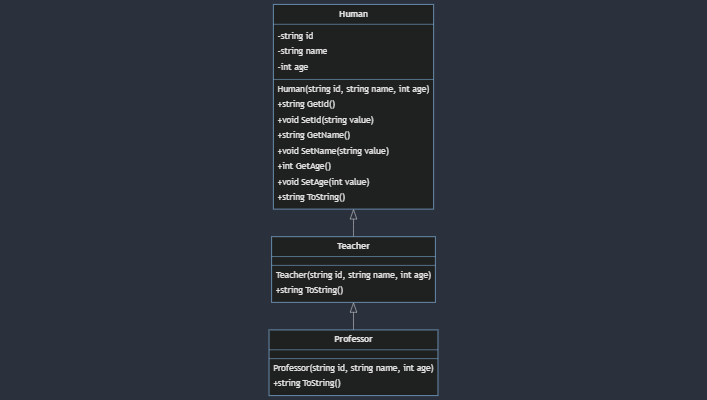 Human
-string id
-string name
-int age
Human(string id, string name, int age)
+string GetId()
+void SetId(string value)
+string GetName()
+void SetName(string value)
+int GetAge()
+void SetAge(int value)
+string ToString()
Teacher
Teacher(string id, string name, int age)
+string ToString()
Professor
Professor(string id, string name, int age)
+string ToString()